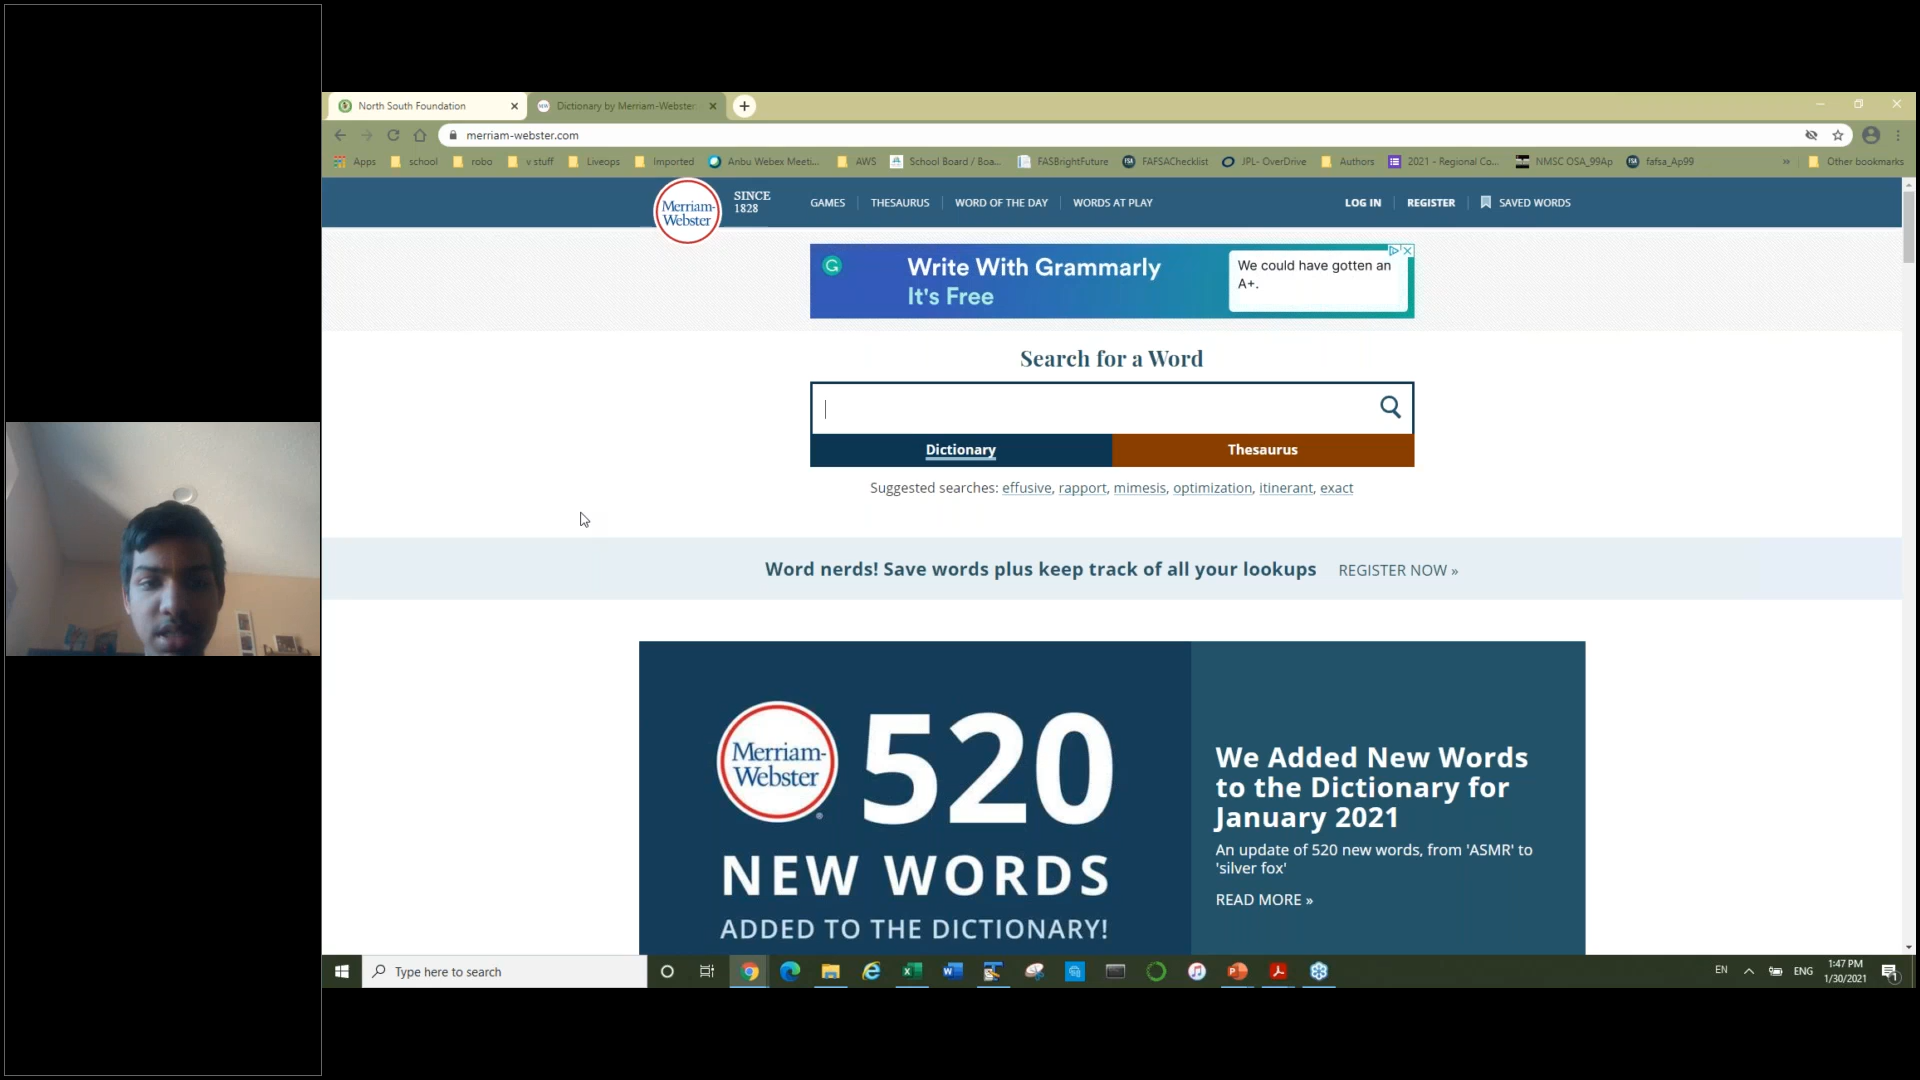 North South Foundation
Dictionary by Merriam-Webster:
merriam-webster.com
Apps school robo v stuff Liveops Imported Anbu Webex Meeti... AWS School Board / Boa... FASBrightFuture FAFSAChecklist JPL- OverDrive Authors 2021 - Regional Co... NMSC OSA_99Ap fafsa_Ap99 » Other bookmarks
Merriam-
Webster
SINCE
1828
GAMES THESAURUS WORD OF THE DAY WORDS AT PLAY LOG IN REGISTER SAVED WORDS
Write With Grammarly
It's Free
We could have gotten an
A+.
Search for a Word
Dictionary Thesaurus
Suggested searches: effusive, rapport, mimesis, optimization, itinerant, exact
Word nerds! Save words plus keep track of all your lookups REGISTER NOW »
Merriam-
Webster
520
NEW WORDS
ADDED TO THE DICTIONARY!
We Added New Words
to the Dictionary for
January 2021
An update of 520 new words, from 'ASMR' to
'silver fox'
READ MORE »
Type here to search
EN ENG
1:47 PM
1/30/2021